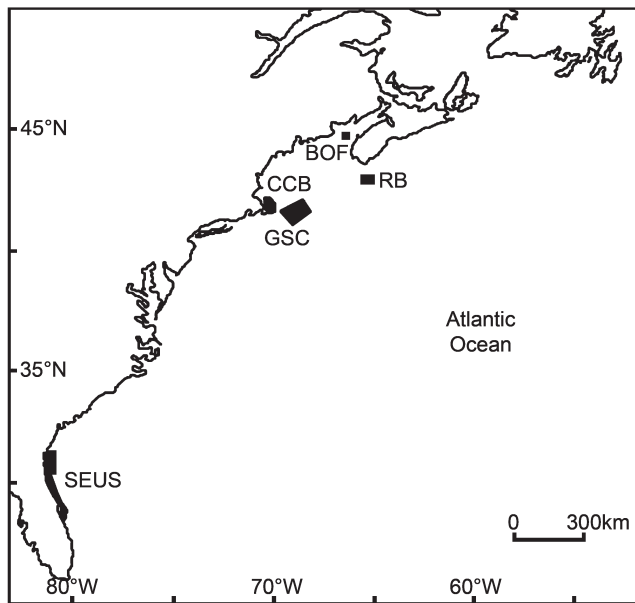 45°N
BOF
CCB
RB
GSC
Atlantic
Ocean
35°N
SEUS
0 300km
80°W 70°W 60°W